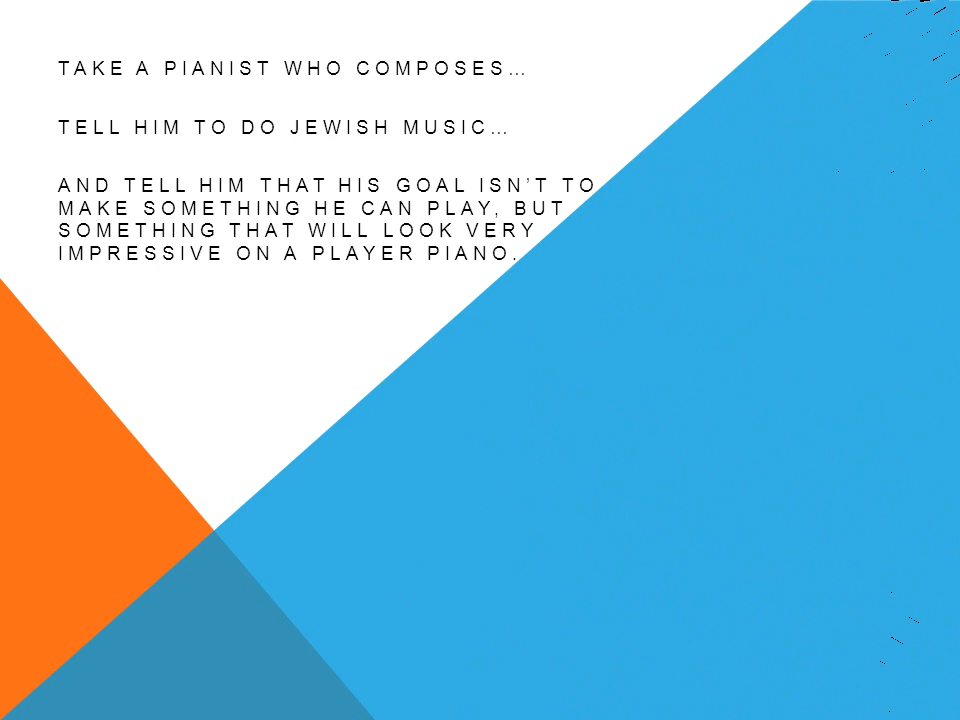 TAKE A PIANIST WHO COMPOSES…
TELL HIM TO DO JEWISH MUSIC…
AND TELL HIM THAT HIS GOAL ISN’T TO
MAKE SOMETHING HE CAN PLAY, BUT
SOMETHING THAT WILL LOOK VERY
IMPRESSIVE ON A PLAYER PIANO.